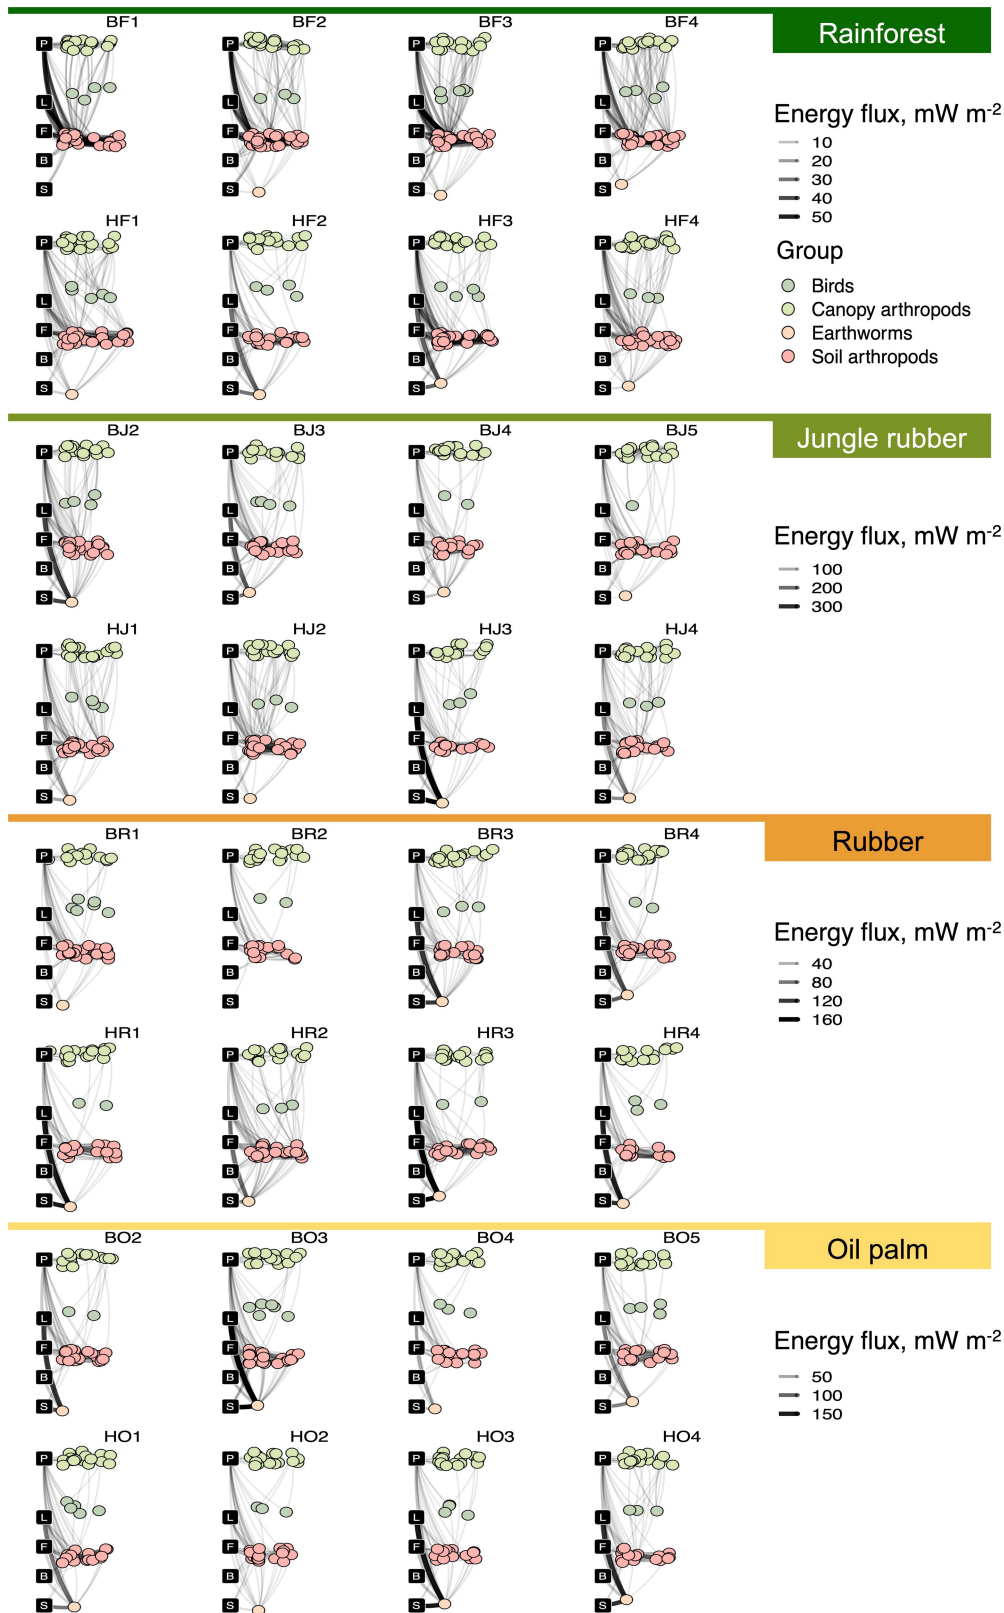 BF1 BF2 BF3 BF4
Rainforest
P P P P
Energy flux, mW m-2
L L L L
10
F F F F
20
B B B B
30
S S S S
40
50
HF1 HF2 HF3 HF4
P P P P
Group
L L L L
Birds
Canopy arthropods
F F F F
Earthworms
B B B B
Soil arthropods
S S S S
BJ2 BJ3 BJ4 BJ5
Jungle rubber
P P P P
L L L L
F F F F
Energy flux, mW m-2
B B B B
100
200
S S S S
300
HJ1 HJ2 HJ3 HJ4
P P P P
L L L L
F F F F
B B B B
S S S S
BR1 BR2 BR3 BR4
Rubber
P P P P
L L L L
F F F F
Energy flux, mW m-2
B B B B
40
80
S S S S
120
160
HR1 HR2 HR3 HR4
P P P P
L L L L
F F F F
B B B B
S S S S
BO2 BO3 BO4 BO5
Oil palm
P P P P
L L L L
F F F F
Energy flux, mW m-2
B B B B
50
100
S S S S
150
HO1 HO2 HO3 HO4
P P P P
L L L L
F F F F
B B B B
S S S S